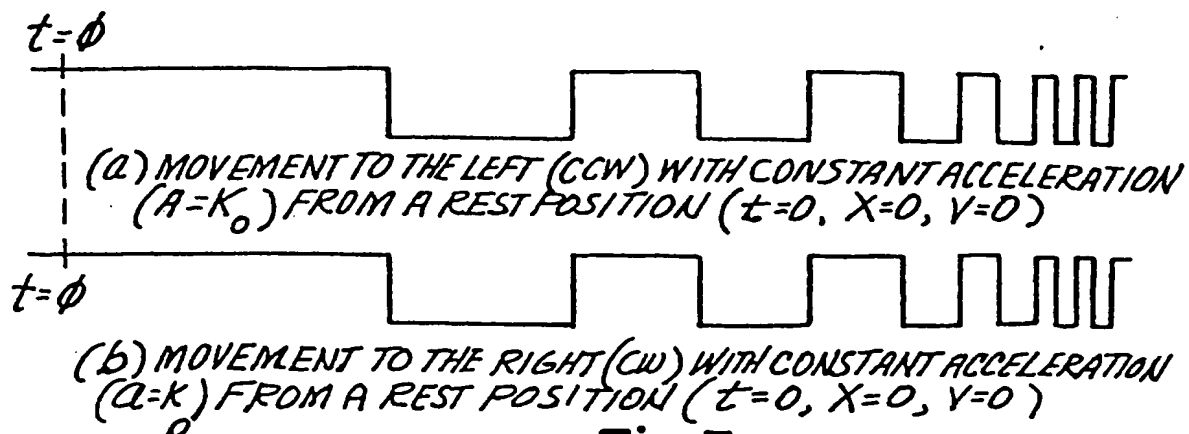 t=ϕ
(a) MOVEMENT TO THE LEFT (CCW) WITH CONSTANT ACCELERATION
(A=K₀) FROM A REST POSITION (t=0, X=0, V=0)
t=ϕ
(b) MOVEMENT TO THE RIGHT (CW) WITH CONSTANT ACCELERATION
(a=K₀) FROM A REST POSITION (t=0, X=0, V=0)